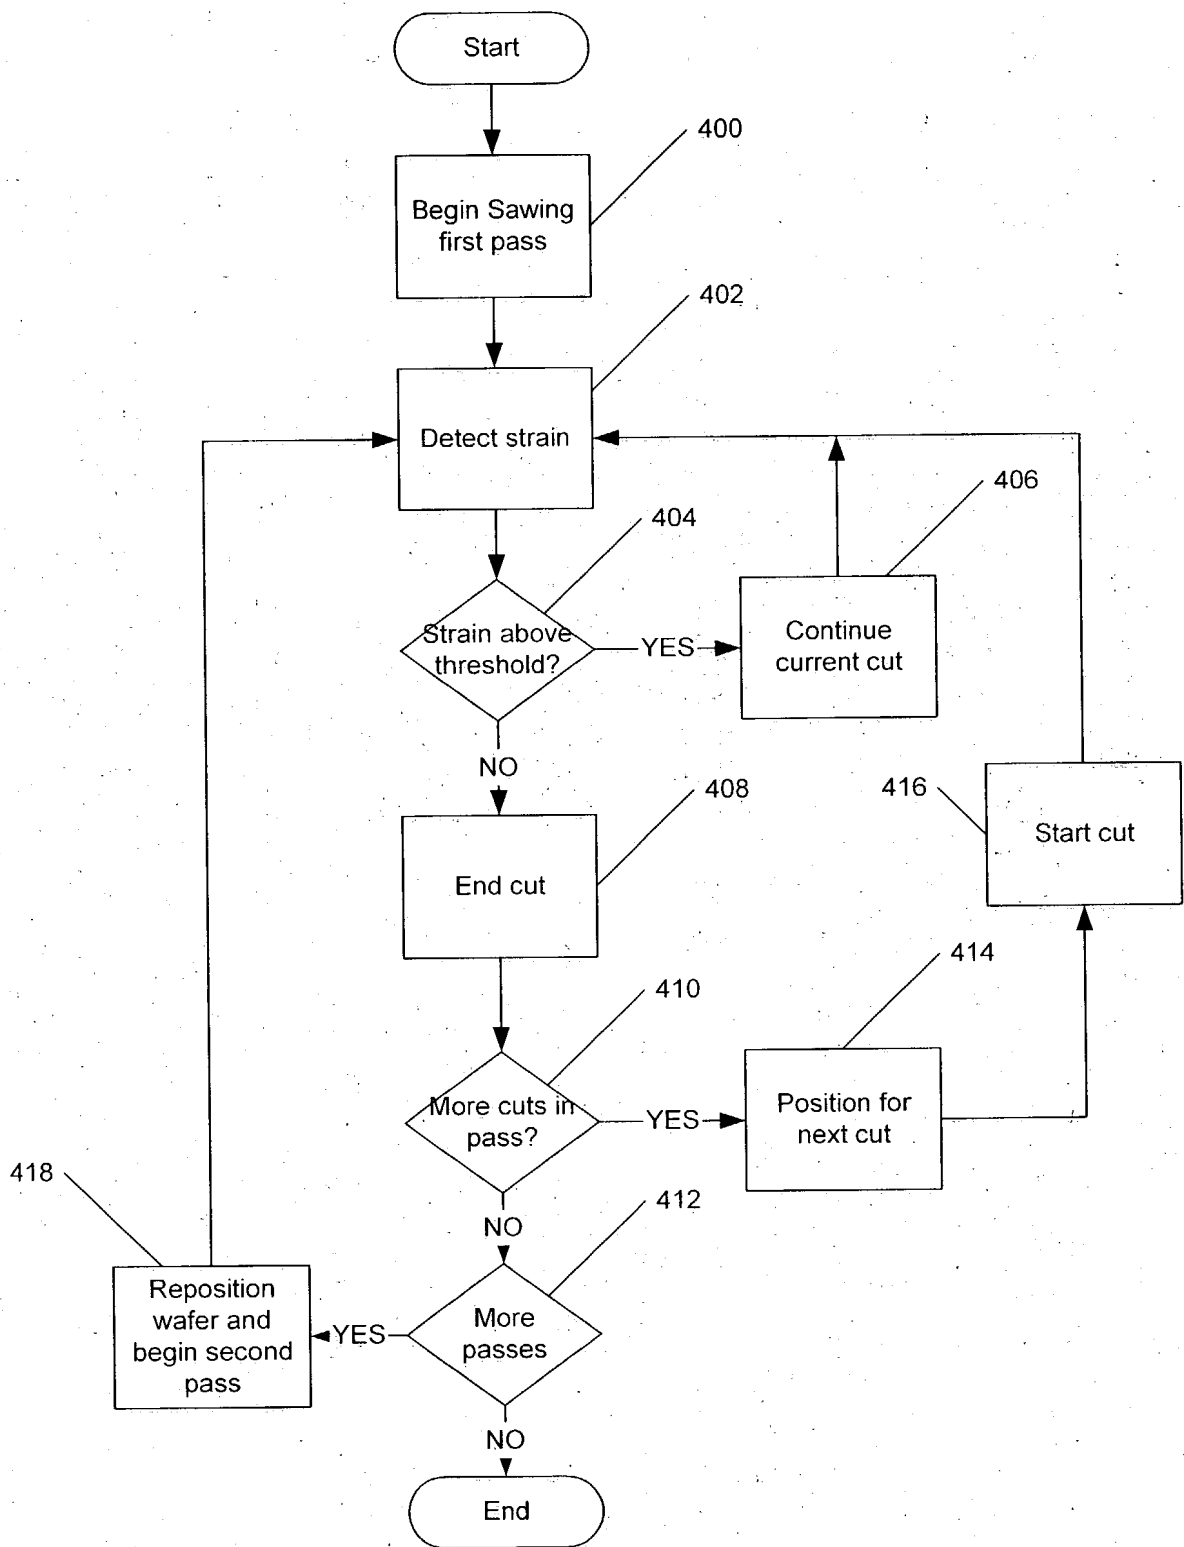 Start
400
Begin Sawing
first pass
402
Detect strain
406
404
Strain above
threshold?
YES
Continue
current cut
NO
408
416
Start cut
End cut
414
410
More cuts in
pass?
YES
Position for
next cut
418
412
NO
Reposition
wafer and
begin second
pass
YES
More
passes
NO
End